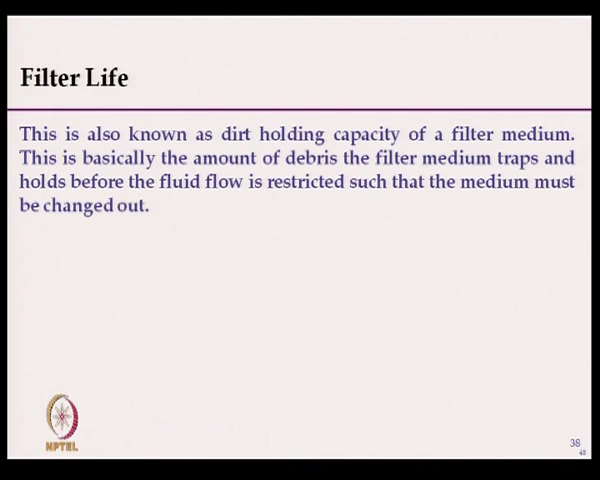 Filter Life
This is also known as dirt holding capacity of a filter medium.
This is basically the amount of debris the filter medium traps and
holds before the fluid flow is restricted such that the medium must
be changed out.
NPTEL
38